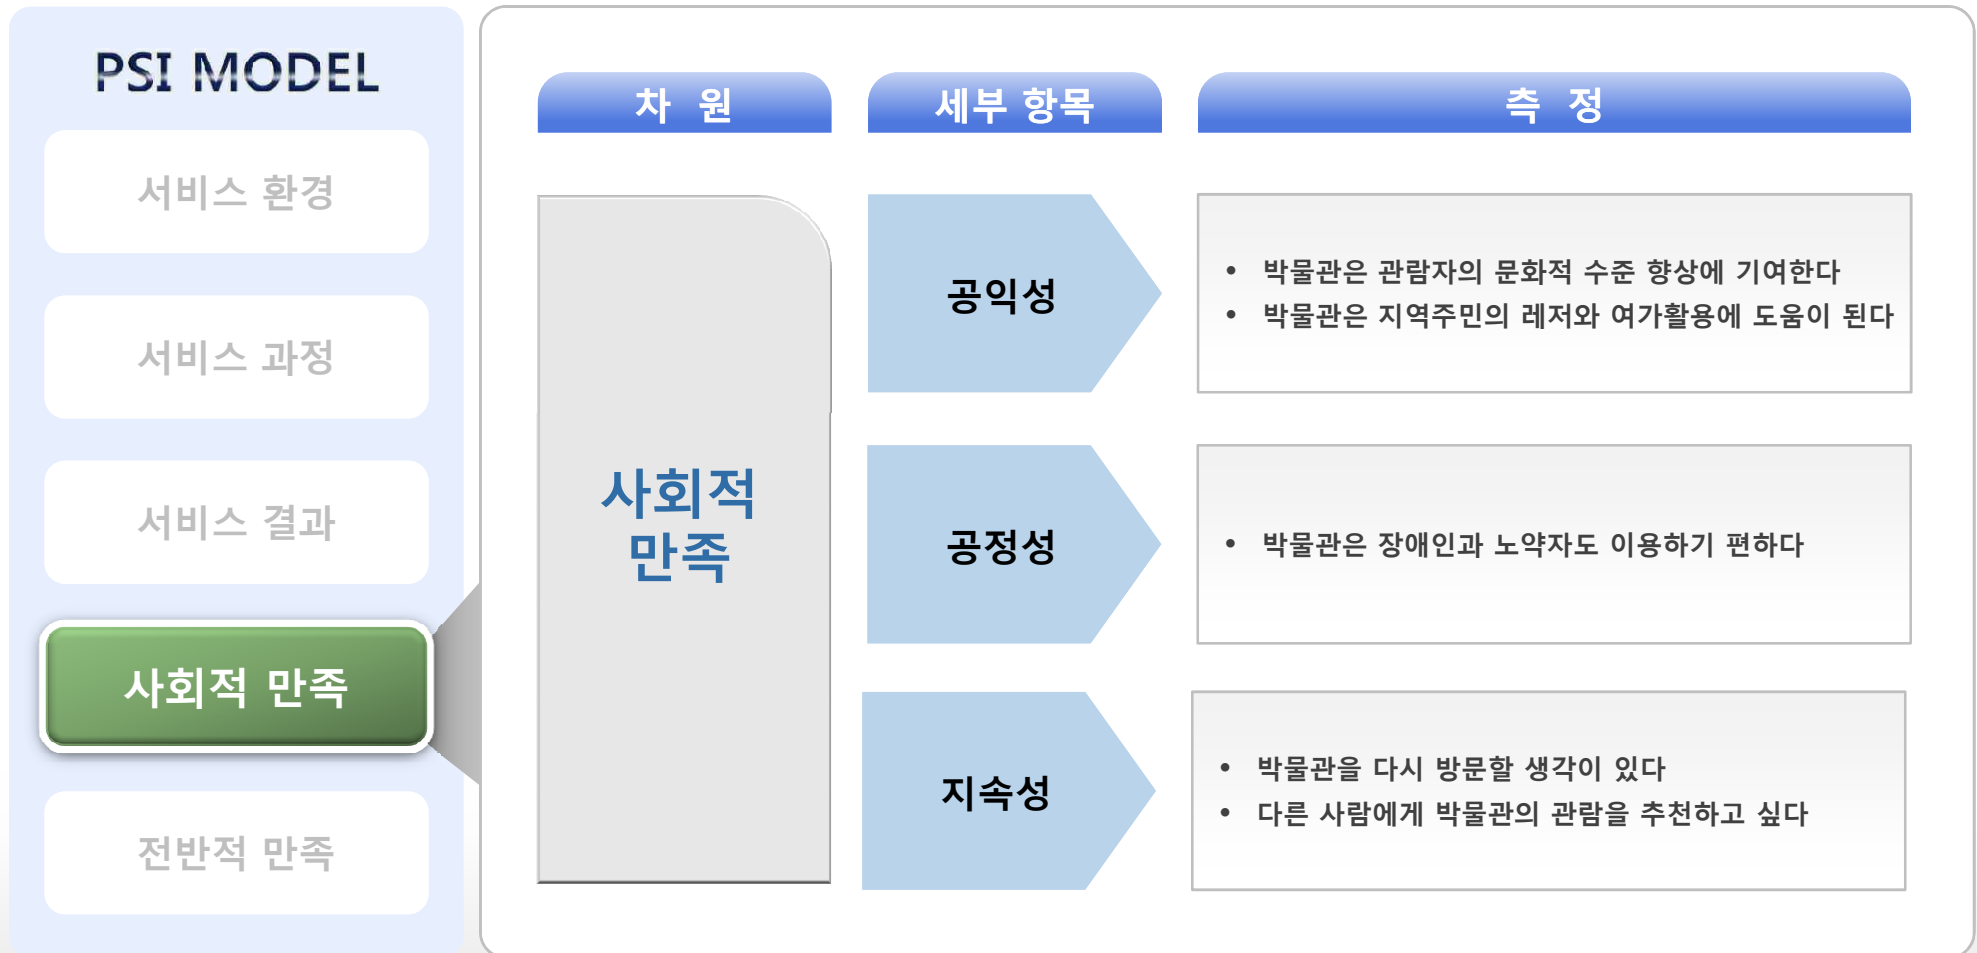 PSI MODEL
서비스 환경
서비스 과정
서비스 결과
사회적 만족
전반적 만족
차 원
세부 항목
측 정
사회적
만족
공익성
• 박물관은 관람자의 문화적 수준 향상에 기여한다
• 박물관은 지역주민의 레저와 여가활용에 도움이 된다
공정성
• 박물관은 장애인과 노약자도 이용하기 편하다
지속성
• 박물관을 다시 방문할 생각이 있다
• 다른 사람에게 박물관의 관람을 추천하고 싶다